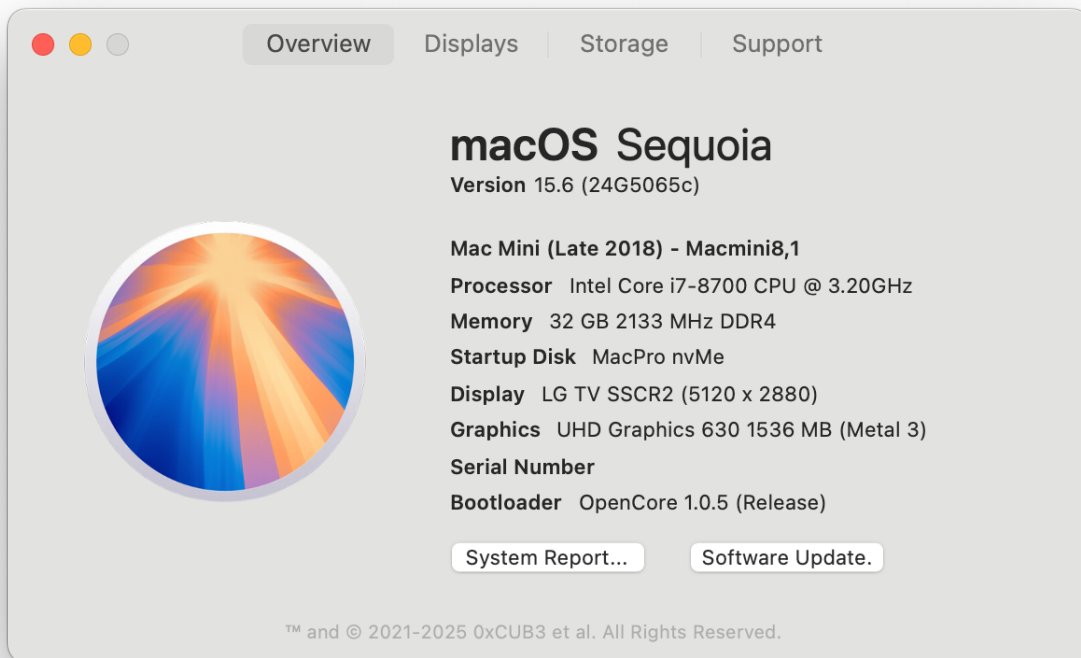 Overview Displays Storage Support
macOS Sequoia
Version 15.6 (24G5065c)
Mac Mini (Late 2018) - Macmini8,1
Processor Intel Core i7-8700 CPU @ 3.20GHz
Memory 32 GB 2133 MHz DDR4
Startup Disk MacPro nvMe
Display LG TV SSCR2 (5120 x 2880)
Graphics UHD Graphics 630 1536 MB (Metal 3)
Serial Number
Bootloader OpenCore 1.0.5 (Release)
System Report... Software Update.
™ and © 2021-2025 0xCUB3 et al. All Rights Reserved.